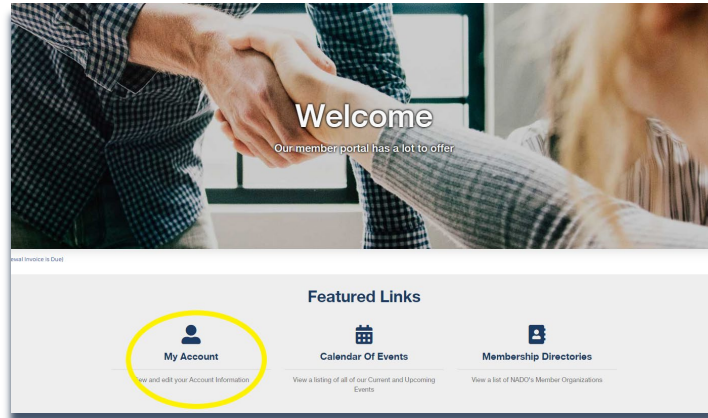 Welcome
Our member portal has a lot to offer
ewal Invoice is Due)
Featured Links
My Account
Calendar Of Events
Membership Directories
View and edit your Account Information
View a listing of all of our Current and Upcoming
Events
View a list of NADO's Member Organizations